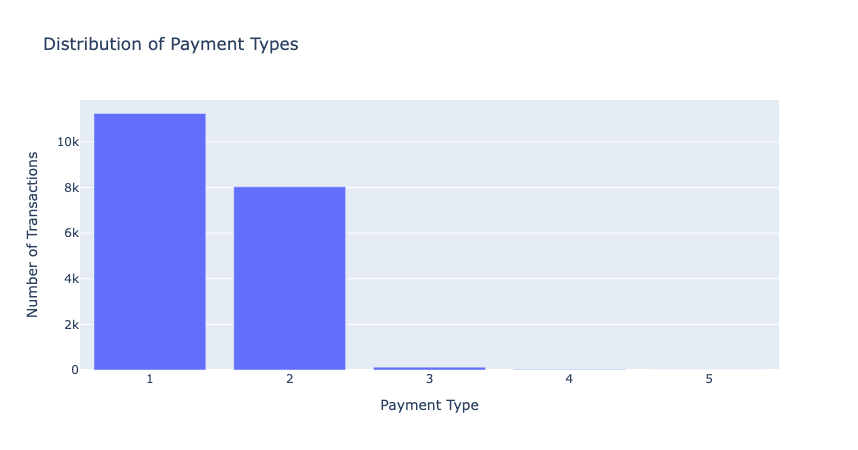 Distribution of Payment Types
Number of Transactions
10k
8k
6k
4k
2k
0
1 2 3 4 5
Payment Type